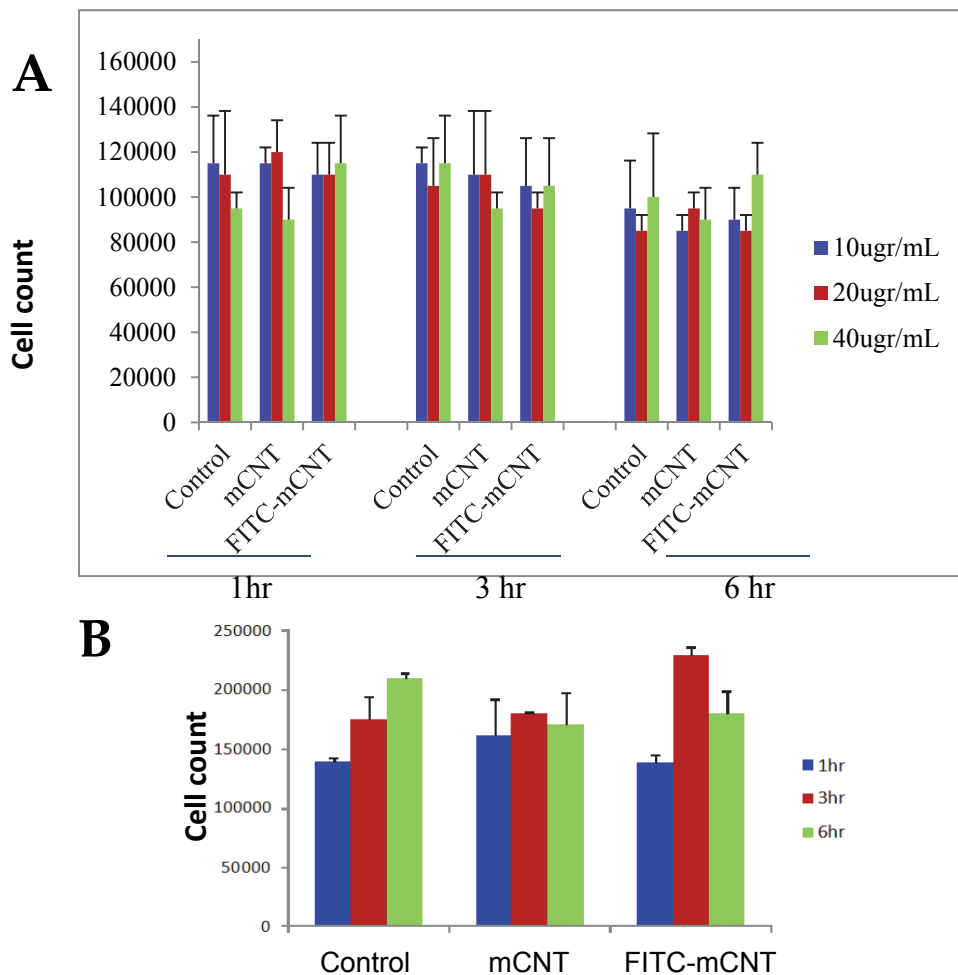 A
Cell count
160000
140000
120000
100000
80000
60000
40000
20000
0
Control
mCNT
FITC-mCNT
Control
mCNT
FITC-mCNT
Control
mCNT
FITC-mCNT
1hr
3 hr
6 hr
10ugr/mL
20ugr/mL
40ugr/mL
B
Cell count
250000
200000
150000
100000
50000
0
Control
mCNT
FITC-mCNT
1hr
3hr
6hr